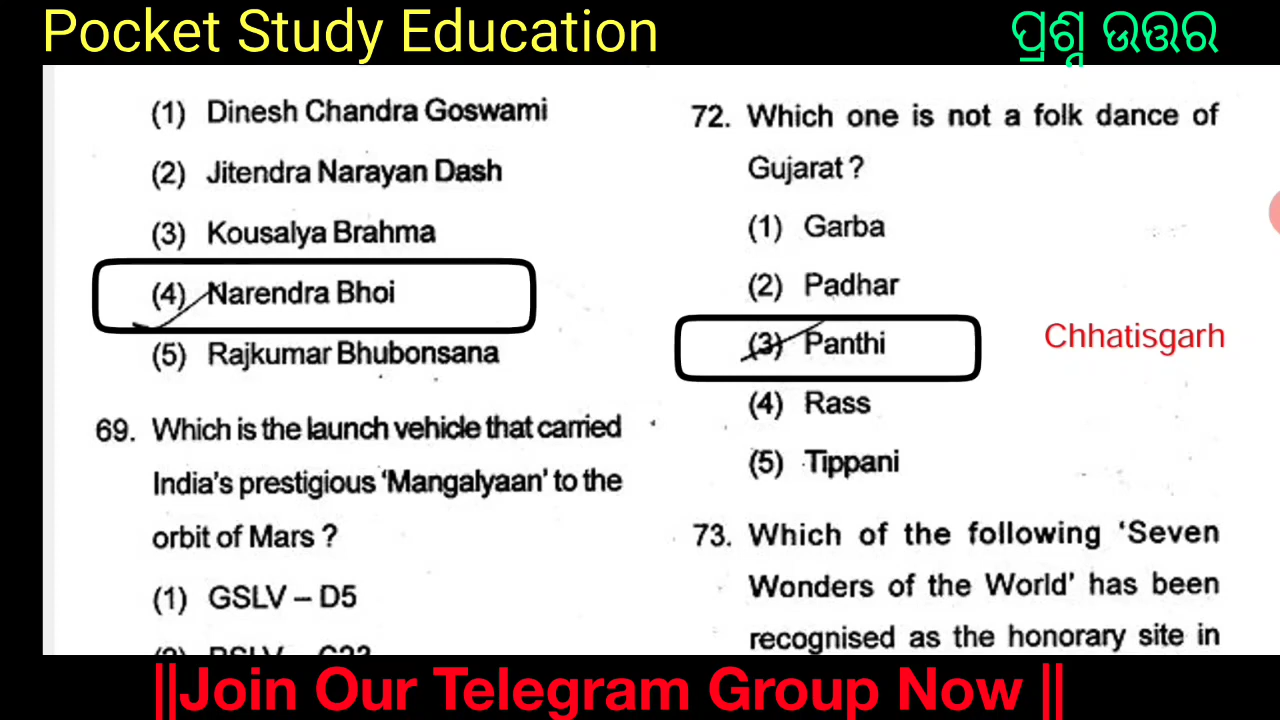 Pocket Study Education
ପ୍ରଶ୍ନ ଉତ୍ତର
(1) Dinesh Chandra Goswami
(2) Jitendra Narayan Dash
(3) Kousalya Brahma
(4) Narendra Bhoi
(5) Rajkumar Bhubonsana
69. Which is the launch vehicle that carried
India's prestigious 'Mangalyaan' to the
orbit of Mars ?
(1) GSLV – D5
72. Which one is not a folk dance of
Gujarat ?
(1) Garba
(2) Padhar
(3) Panthi
Chhatisgarh
(4) Rass
(5) Tippani
73. Which of the following 'Seven
Wonders of the World' has been
recognised as the honorary site in
||Join Our Telegram Group Now ||